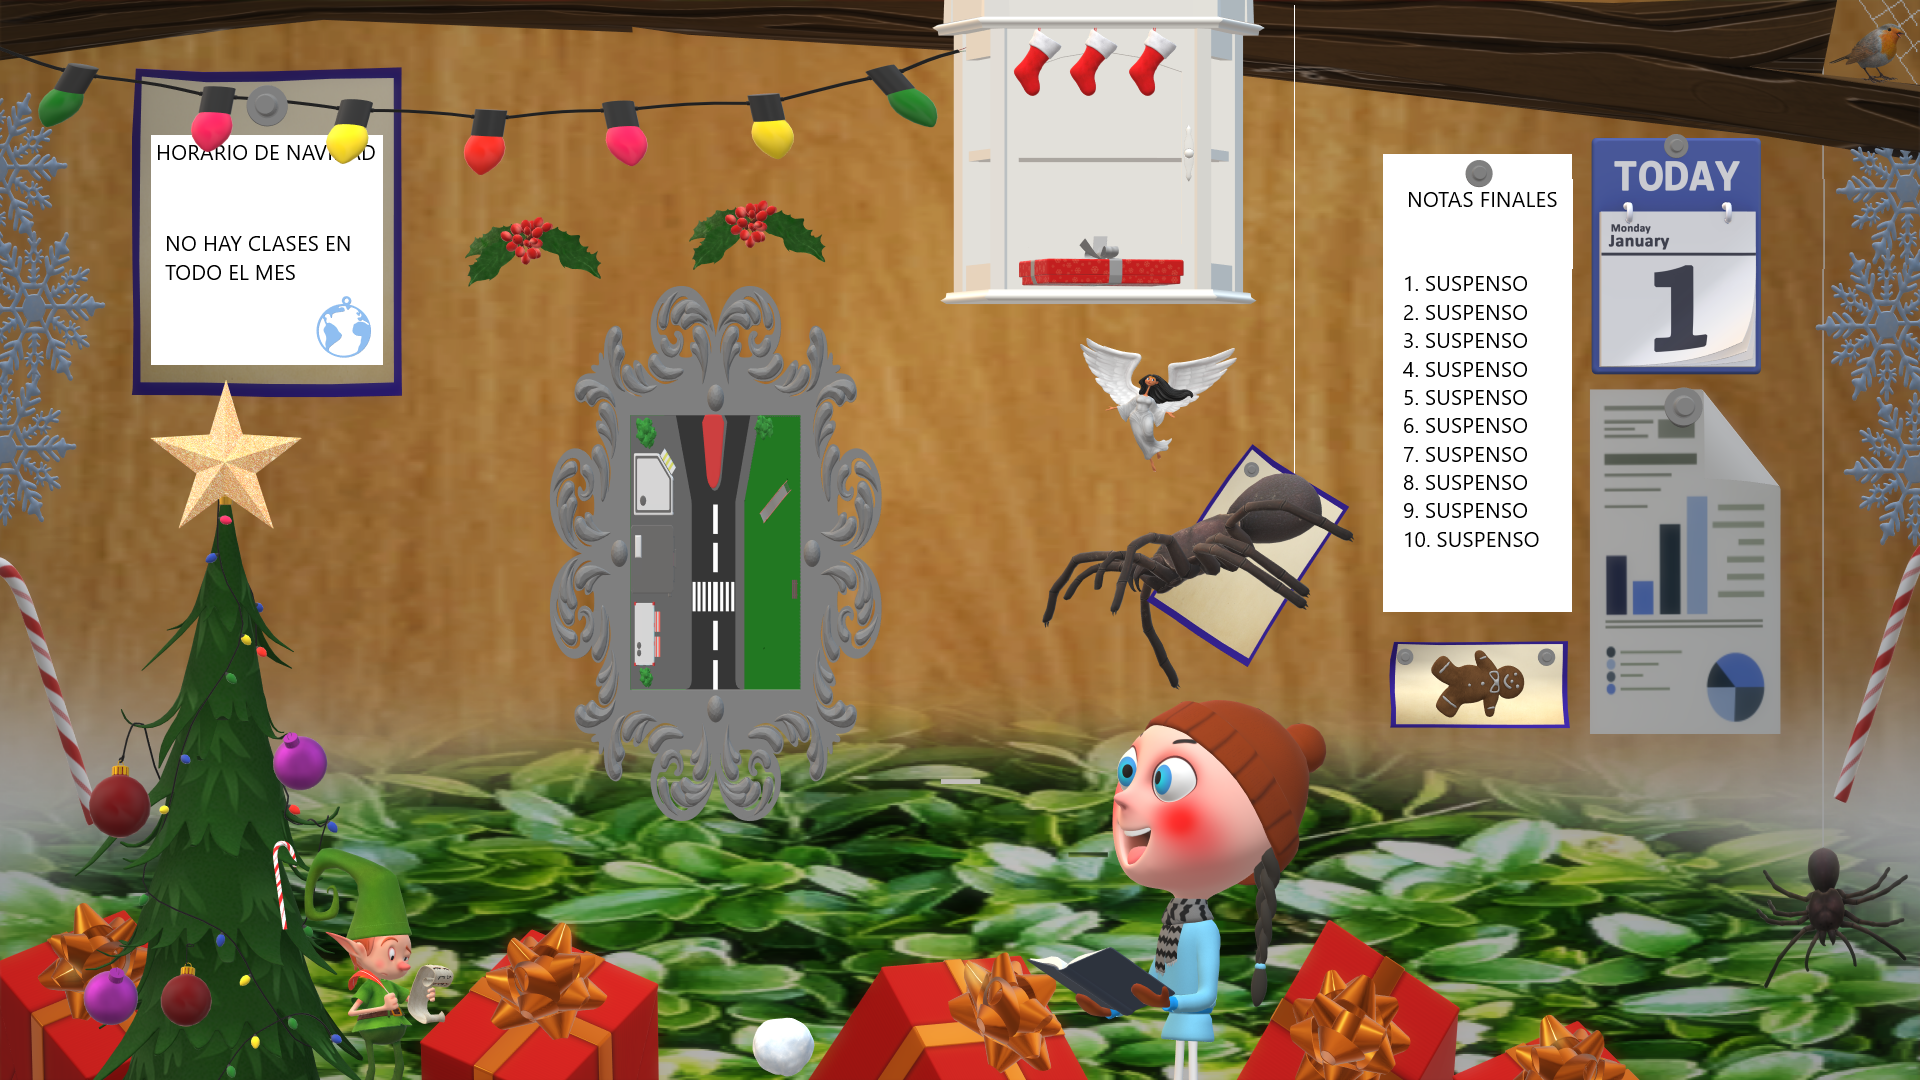 HORARIO DE NAVIDAD
NO HAY CLASES EN
TODO EL MES
NOTAS FINALES
1. SUSPENSO
2. SUSPENSO
3. SUSPENSO
4. SUSPENSO
5. SUSPENSO
6. SUSPENSO
7. SUSPENSO
8. SUSPENSO
9. SUSPENSO
10. SUSPENSO
TODAY
Monday
January
1